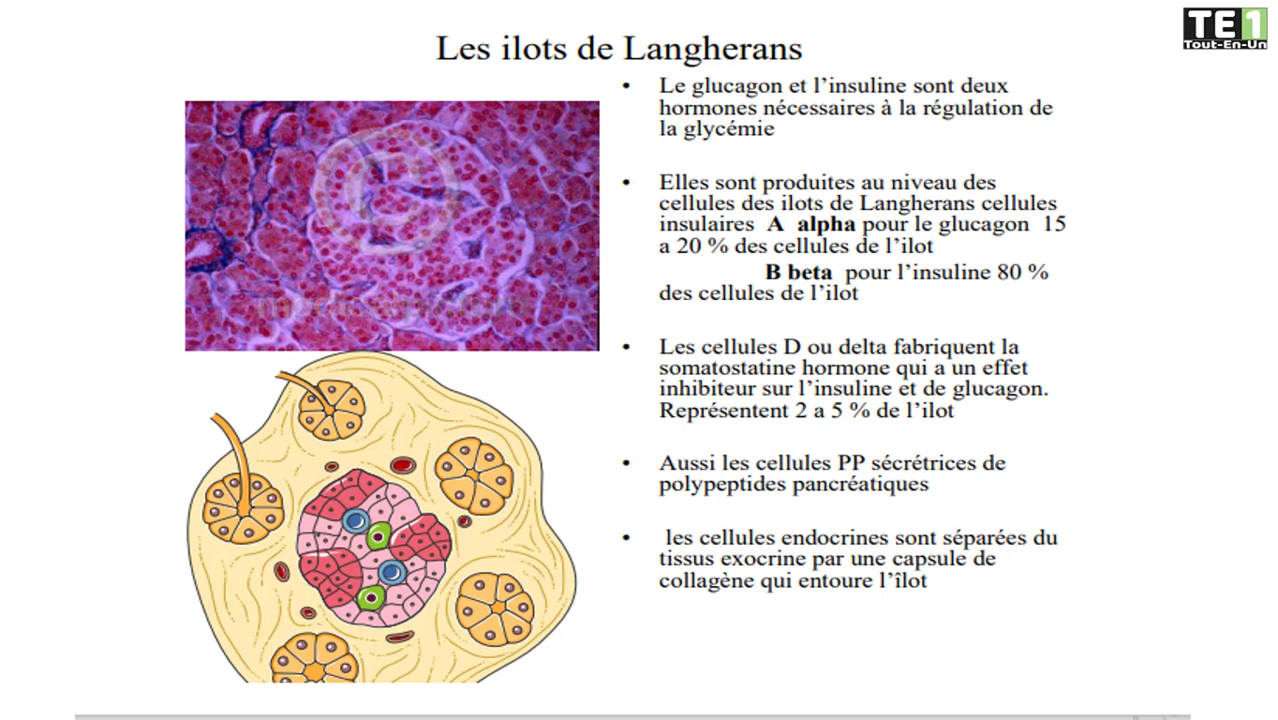 TE1
Tout-En-Un
Les ilots de Langherans
• Le glucagon et l'insuline sont deux
hormones nécessaires à la régulation de
la glycémie
• Elles sont produites au niveau des
cellules des ilots de Langherans cellules
insulaires A alpha pour le glucagon 15
a 20 % des cellules de l'ilot
B beta pour l'insuline 80 %
des cellules de l'ilot
• Les cellules D ou delta fabriquent la
somatostatine hormone qui a un effet
inhibiteur sur l'insuline et de glucagon.
Représentent 2 a 5 % de l'ilot
• Aussi les cellules PP sécrétrices de
polypeptides pancréatiques
• les cellules endocrines sont séparées du
tissus exocrine par une capsule de
collagène qui entoure l'îlot